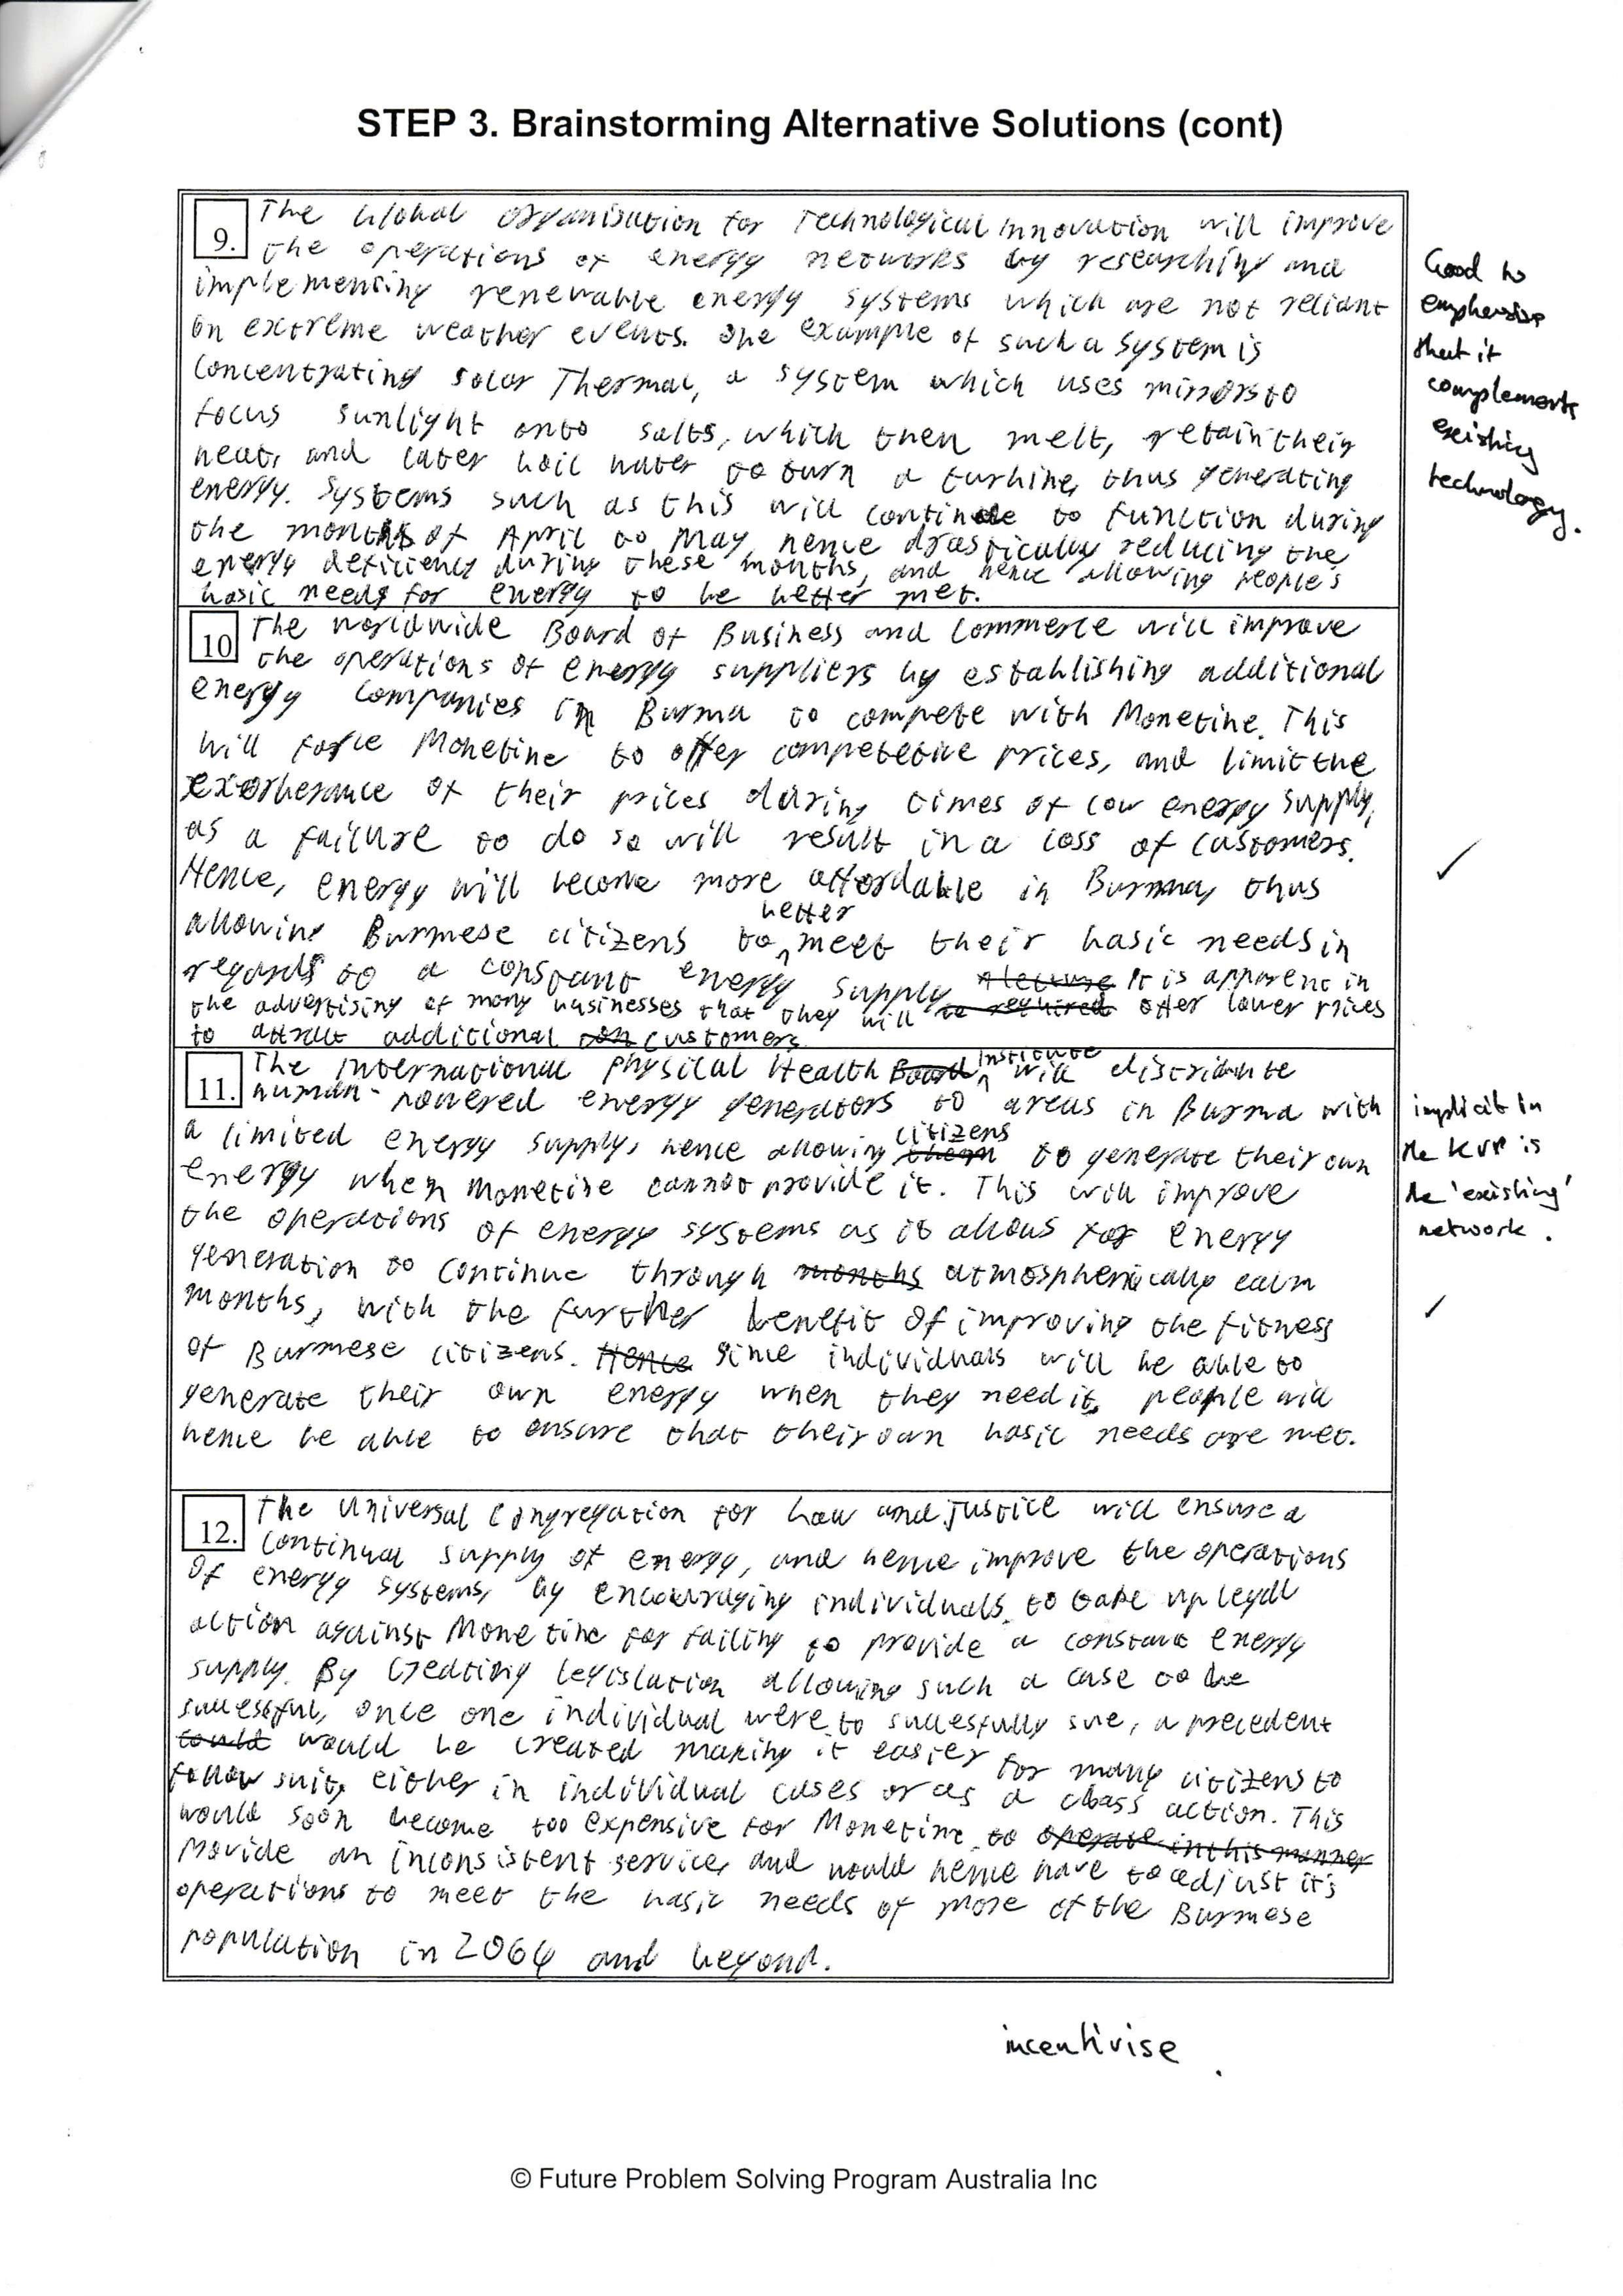 STEP 3. Brainstorming Alternative Solutions (cont)
9. The Global Organisation for Technological Innovation will improve
the operations of energy networks by researching and
implementing renewable energy systems which are not reliant
on extreme weather events. One example of such a system is
Concentrating Solar Thermal, a system which uses mirrors to
focus sunlight onto salts, which then melt, retain their
heat, and later boil water to turn a turbine, thus generating
energy. Systems such as this will continue to function during
the months of April to May, hence drastically reducing the
energy deficiency during these months, and hence allowing people's
basic needs for energy to be better met.
Good to
emphasise
that it
complements
existing
technology.
10 The Worldwide Board of Business and Commerce will improve
the operations of energy suppliers by establishing additional
energy companies in Burma to compete with Monetine. This
will force Monetine to offer competetive prices, and limit the
exorberance of their prices during times of low energy supply,
as a failure to do so will result in a loss of customers.
Hence, energy will become more affordable in Burma, thus
allowing Burmese citizens to better meet their basic needs in
regards to a constant energy supply. It is apparent in
the advertising of many businesses that they will offer lower prices
to attract additional customers.
✓
11. The International Physical Health Institute will distribute
human-powered energy generators to areas in Burma with
a limited energy supply, hence allowing citizens to generate their own
energy when Monetine cannot provide it. This will improve
the operations of energy systems as it allows for energy
generation to continue through atmospherically calm
months, with the further benefit of improving the fitness
of Burmese citizens. Since individuals will be able to
generate their own energy when they need it, people will
hence be able to ensure that their own basic needs are met.
implicit in
the KVP is
the 'existing'
network.
✓
12. The Universal Congregation for Law and Justice will ensure a
continual supply of energy, and hence improve the operations
of energy systems, by encouraging individuals to take up legal
action against Monetine for failing to provide a constant energy
supply. By creating legislation allowing such a case to be
successful, once one individual were to succesfully sue, a precedent
would be created making it easier for many citizens to
follow suit, either in individual cases or as a class action. This
would soon become too expensive for Monetine to
provide an inconsistent service, and would hence have to adjust it's
operations to meet the basic needs of more of the Burmese
population in 2064 and beyond.
incentivise.
© Future Problem Solving Program Australia Inc